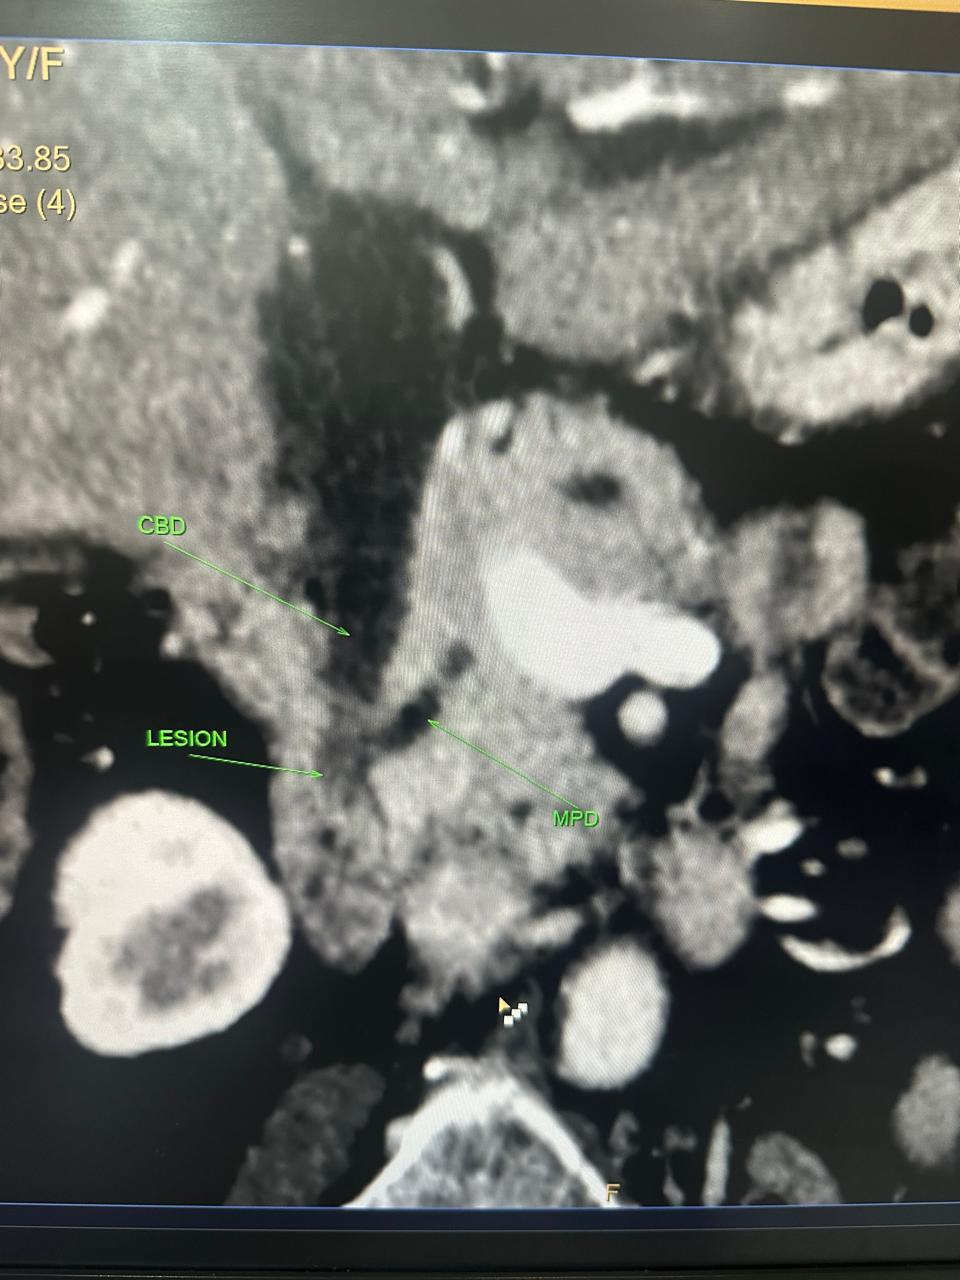 Y/F
33.85
se (4)
CBD
LESION
MPD
F